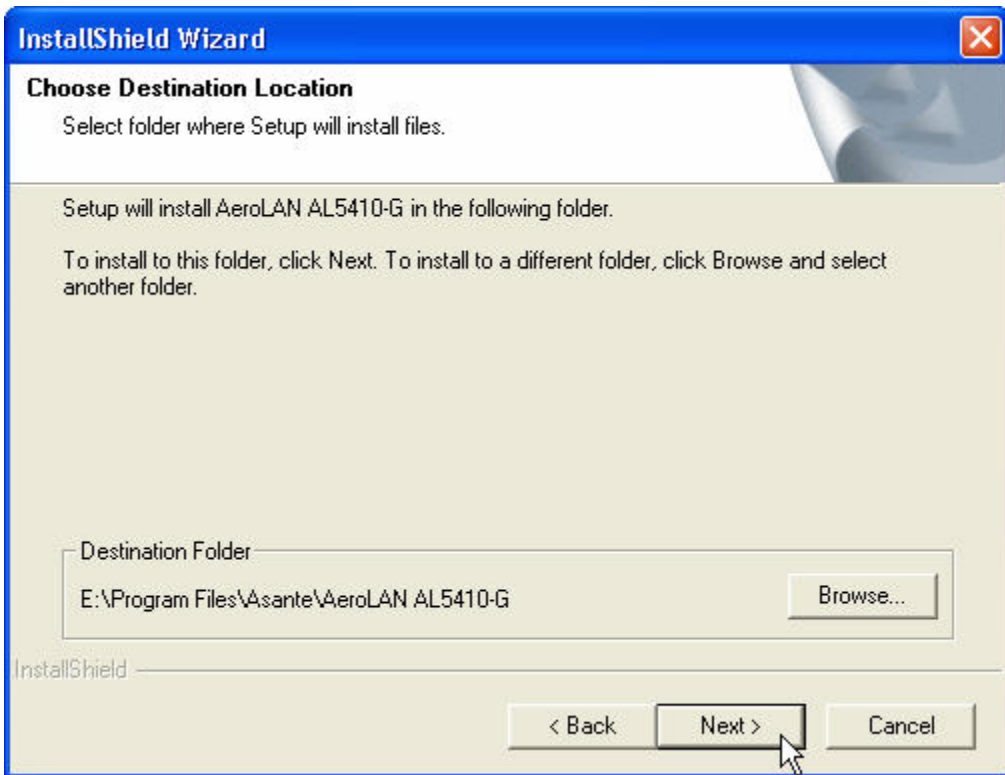 InstallShield Wizard
Choose Destination Location
Select folder where Setup will install files.
Setup will install AeroLAN AL5410-G in the following folder.
To install to this folder, click Next. To install to a different folder, click Browse and select
another folder.
Destination Folder
E:\Program Files\Asante\AeroLAN AL5410-G
Browse...
InstallShield
< Back
Next >
Cancel